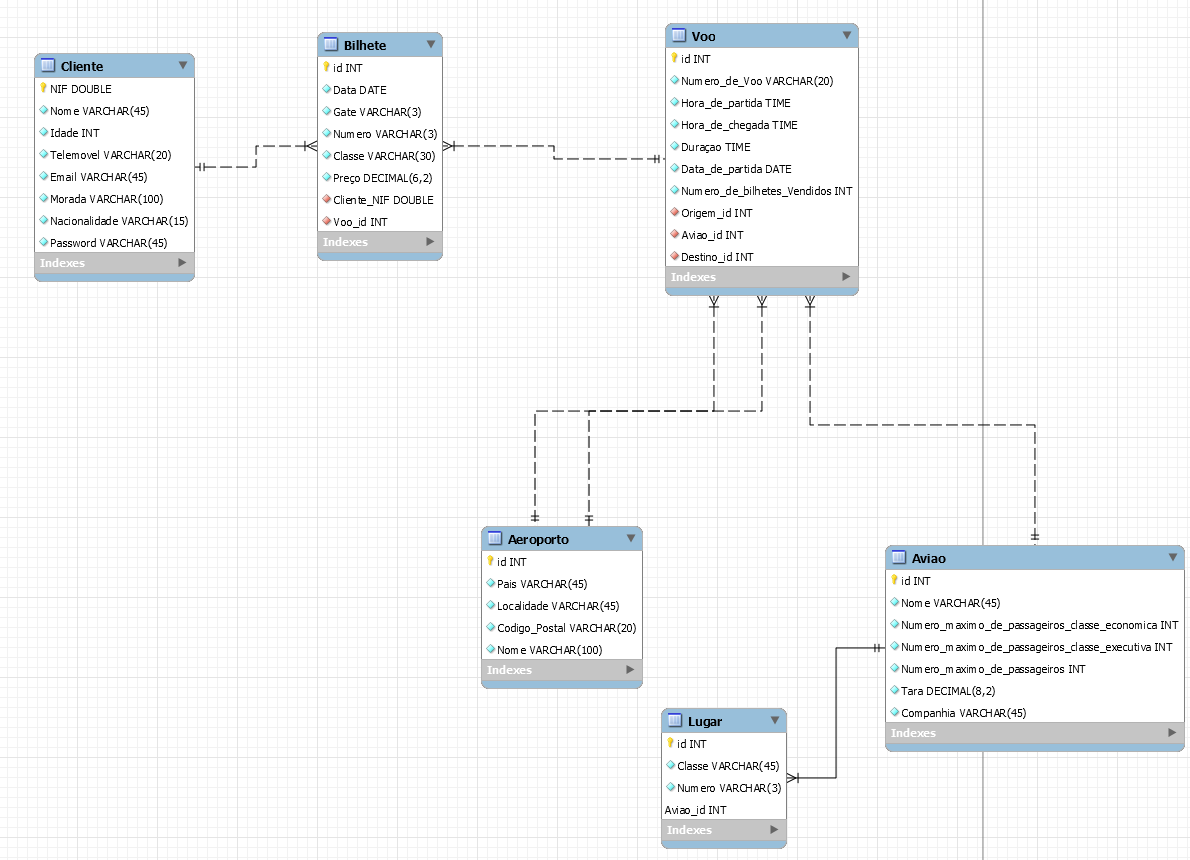 Cliente
NIF DOUBLE
Nome VARCHAR(45)
Idade INT
Telemovel VARCHAR(20)
Email VARCHAR(45)
Morada VARCHAR(100)
Nacionalidade VARCHAR(15)
Password VARCHAR(45)
Indexes
Bilhete
id INT
Data DATE
Gate VARCHAR(3)
Numero VARCHAR(3)
Classe VARCHAR(30)
Preço DECIMAL(6,2)
Cliente_NIF DOUBLE
Voo_id INT
Indexes
Voo
id INT
Numero_de_Voo VARCHAR(20)
Hora_de_partida TIME
Hora_de_chegada TIME
Duraçao TIME
Data_de_partida DATE
Numero_de_bilhetes_Vendidos INT
Origem_id INT
Aviao_id INT
Destino_id INT
Indexes
Aeroporto
id INT
Pais VARCHAR(45)
Localidade VARCHAR(45)
Codigo_Postal VARCHAR(20)
Nome VARCHAR(100)
Indexes
Aviao
id INT
Nome VARCHAR(45)
Numero_maximo_de_passageiros_classe_economica INT
Numero_maximo_de_passageiros_classe_executiva INT
Numero_maximo_de_passageiros INT
Tara DECIMAL(8,2)
Companhia VARCHAR(45)
Indexes
Lugar
id INT
Classe VARCHAR(45)
Numero VARCHAR(3)
Aviao_id INT
Indexes